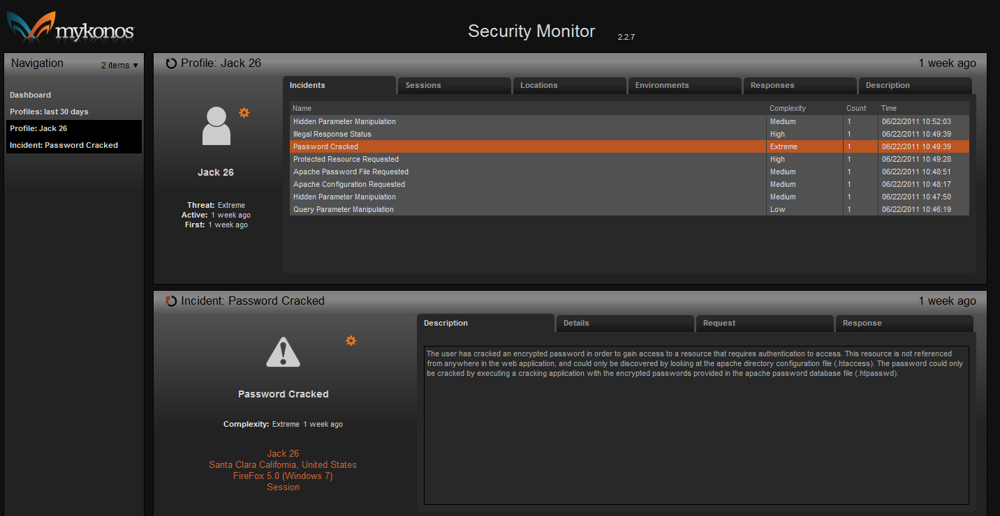 mykonos
Security Monitor 2.2.7
Navigation 2 items ▾
Dashboard
Profiles: last 30 days
Profile: Jack 26
Incident: Password Cracked
Profile: Jack 26 1 week ago
Jack 26
Threat: Extreme
Active: 1 week ago
First: 1 week ago
Incidents Sessions Locations Environments Responses Description
Name Complexity Count Time
Hidden Parameter Manipulation Medium 1 06/22/2011 10:52:03
Illegal Response Status High 1 06/22/2011 10:49:39
Password Cracked Extreme 1 06/22/2011 10:49:39
Protected Resource Requested High 1 06/22/2011 10:49:28
Apache Password File Requested Medium 1 06/22/2011 10:48:51
Apache Configuration Requested Medium 1 06/22/2011 10:48:17
Hidden Parameter Manipulation Medium 1 06/22/2011 10:47:50
Query Parameter Manipulation Low 1 06/22/2011 10:46:19
Incident: Password Cracked 1 week ago
Password Cracked
Complexity: Extreme 1 week ago
Jack 26
Santa Clara California, United States
FireFox 5.0 (Windows 7)
Session
Description Details Request Response
The user has cracked an encrypted password in order to gain access to a resource that requires authentication to access. This resource is not referenced
from anywhere in the web application, and could only be discovered by looking at the apache directory configuration file (.htaccess). The password could only
be cracked by executing a cracking application with the encrypted passwords provided in the apache password database file (.htpasswd).